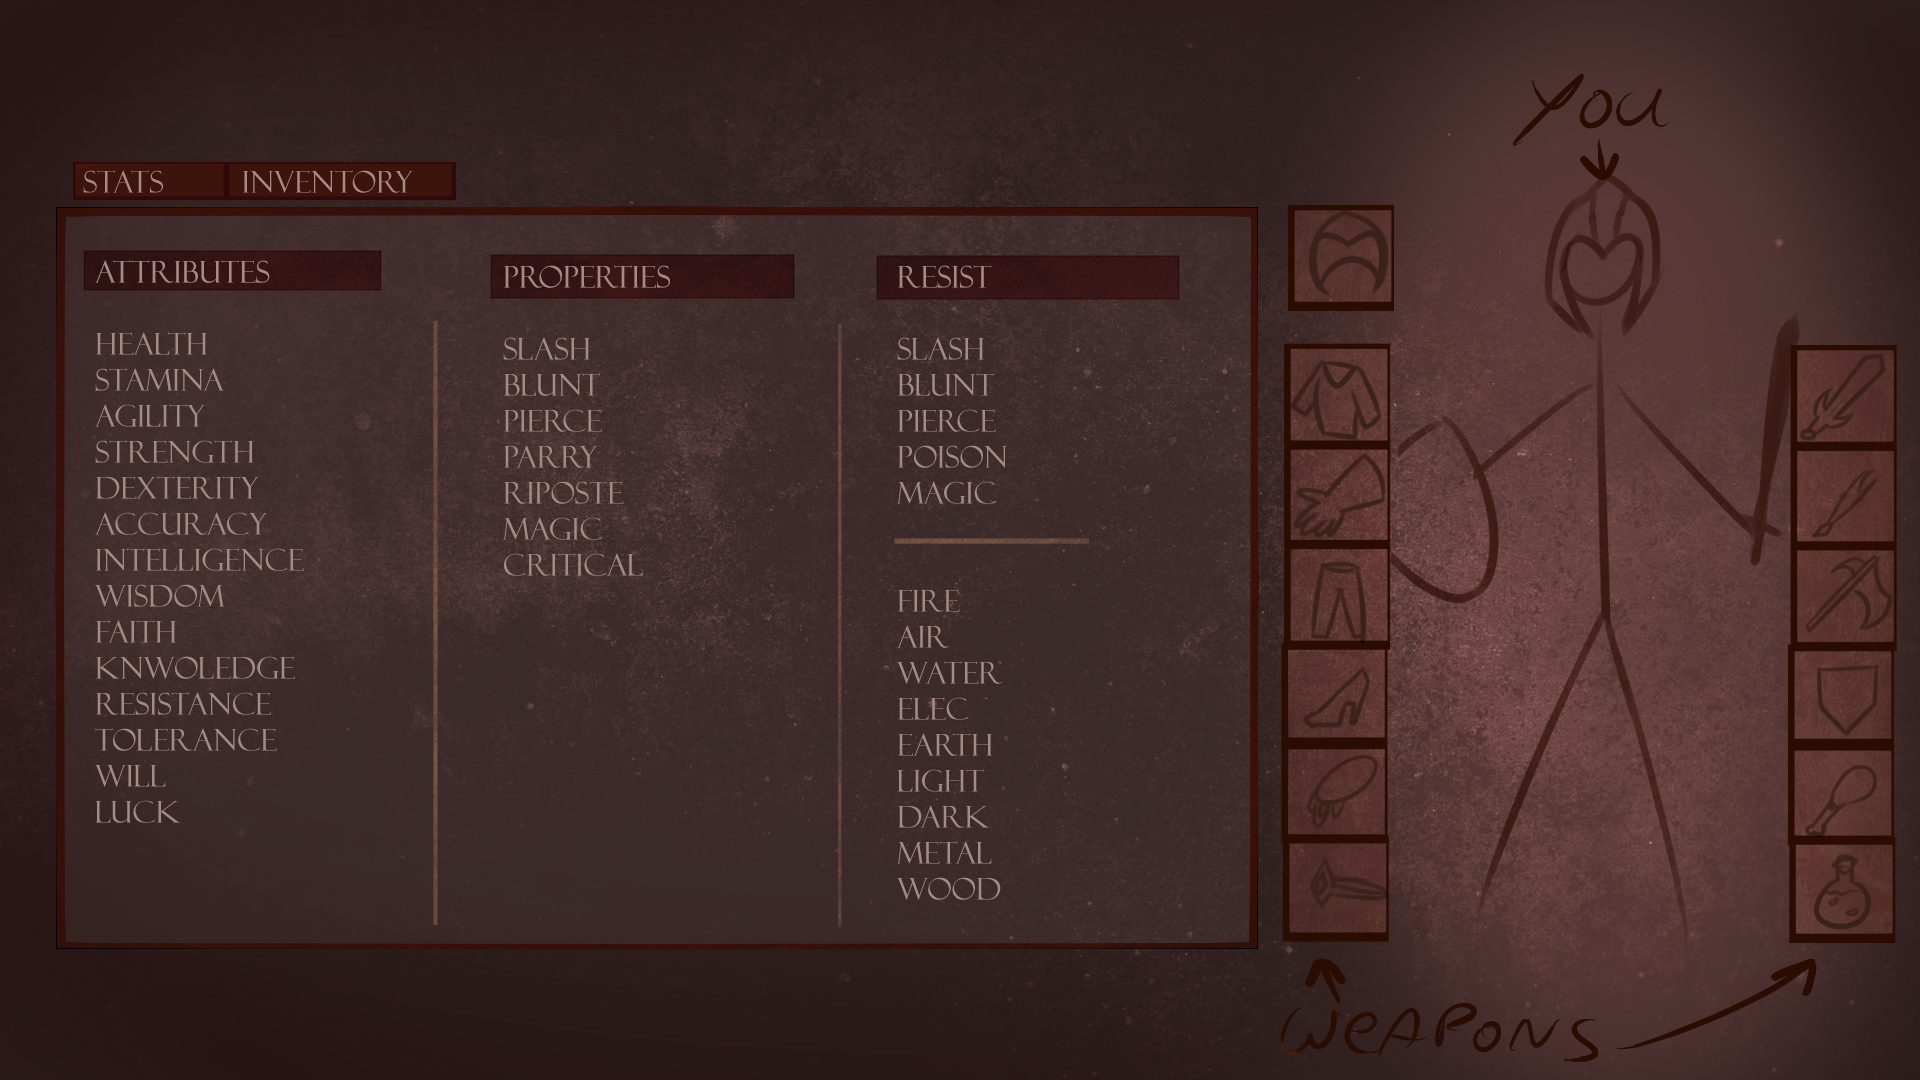 You
STATS
INVENTORY
ATTRIBUTES
HEALTH
STAMINA
AGILITY
STRENGTH
DEXTERITY
ACCURACY
INTELLIGENCE
WISDOM
FAITH
KNWOLEDGE
RESISTANCE
TOLERANCE
WILL
LUCK
PROPERTIES
SLASH
BLUNT
PIERCE
PARRY
RIPOSTE
MAGIC
CRITICAL
RESIST
SLASH
BLUNT
PIERCE
POISON
MAGIC
FIRE
AIR
WATER
ELEC
EARTH
LIGHT
DARK
METAL
WOOD
WeAPoNS